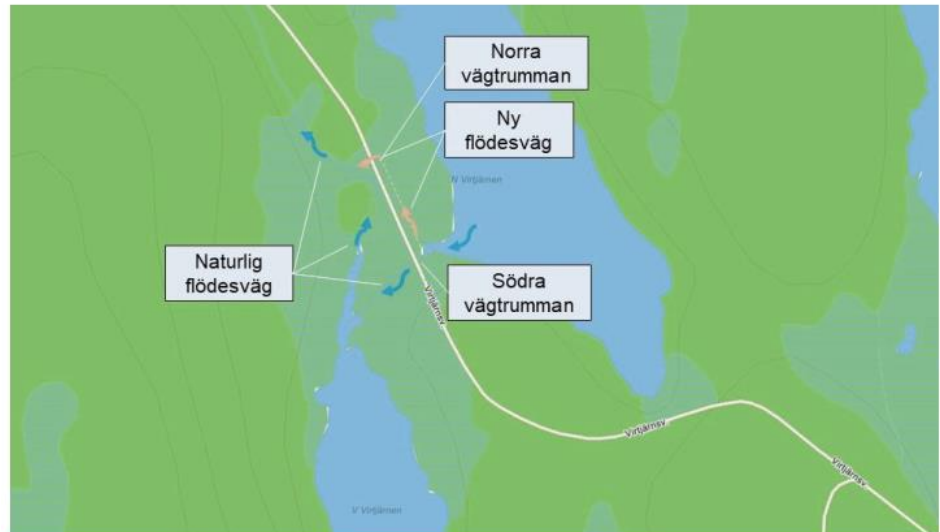 Norra
vägtrumman
Ny
flödesväg
N Virtjärnen
Naturlig
flödesväg
Södra
vägtrumman
Virtjärnsv.
Virtjärnsv.
Virtjärnsv.
V Virtjärnen